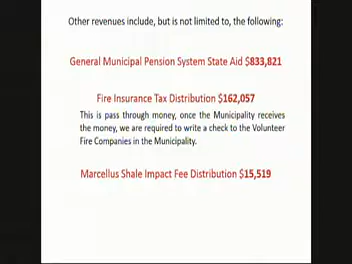 Other revenues include, but is not limited to, the following:
General Municipal Pension System State Aid $833,821
Fire Insurance Tax Distribution $162,057
This is pass through money, once the Municipality receives
the money, we are required to write a check to the Volunteer
Fire Companies in the Municipality.
Marcellus Shale Impact Fee Distribution $15,519